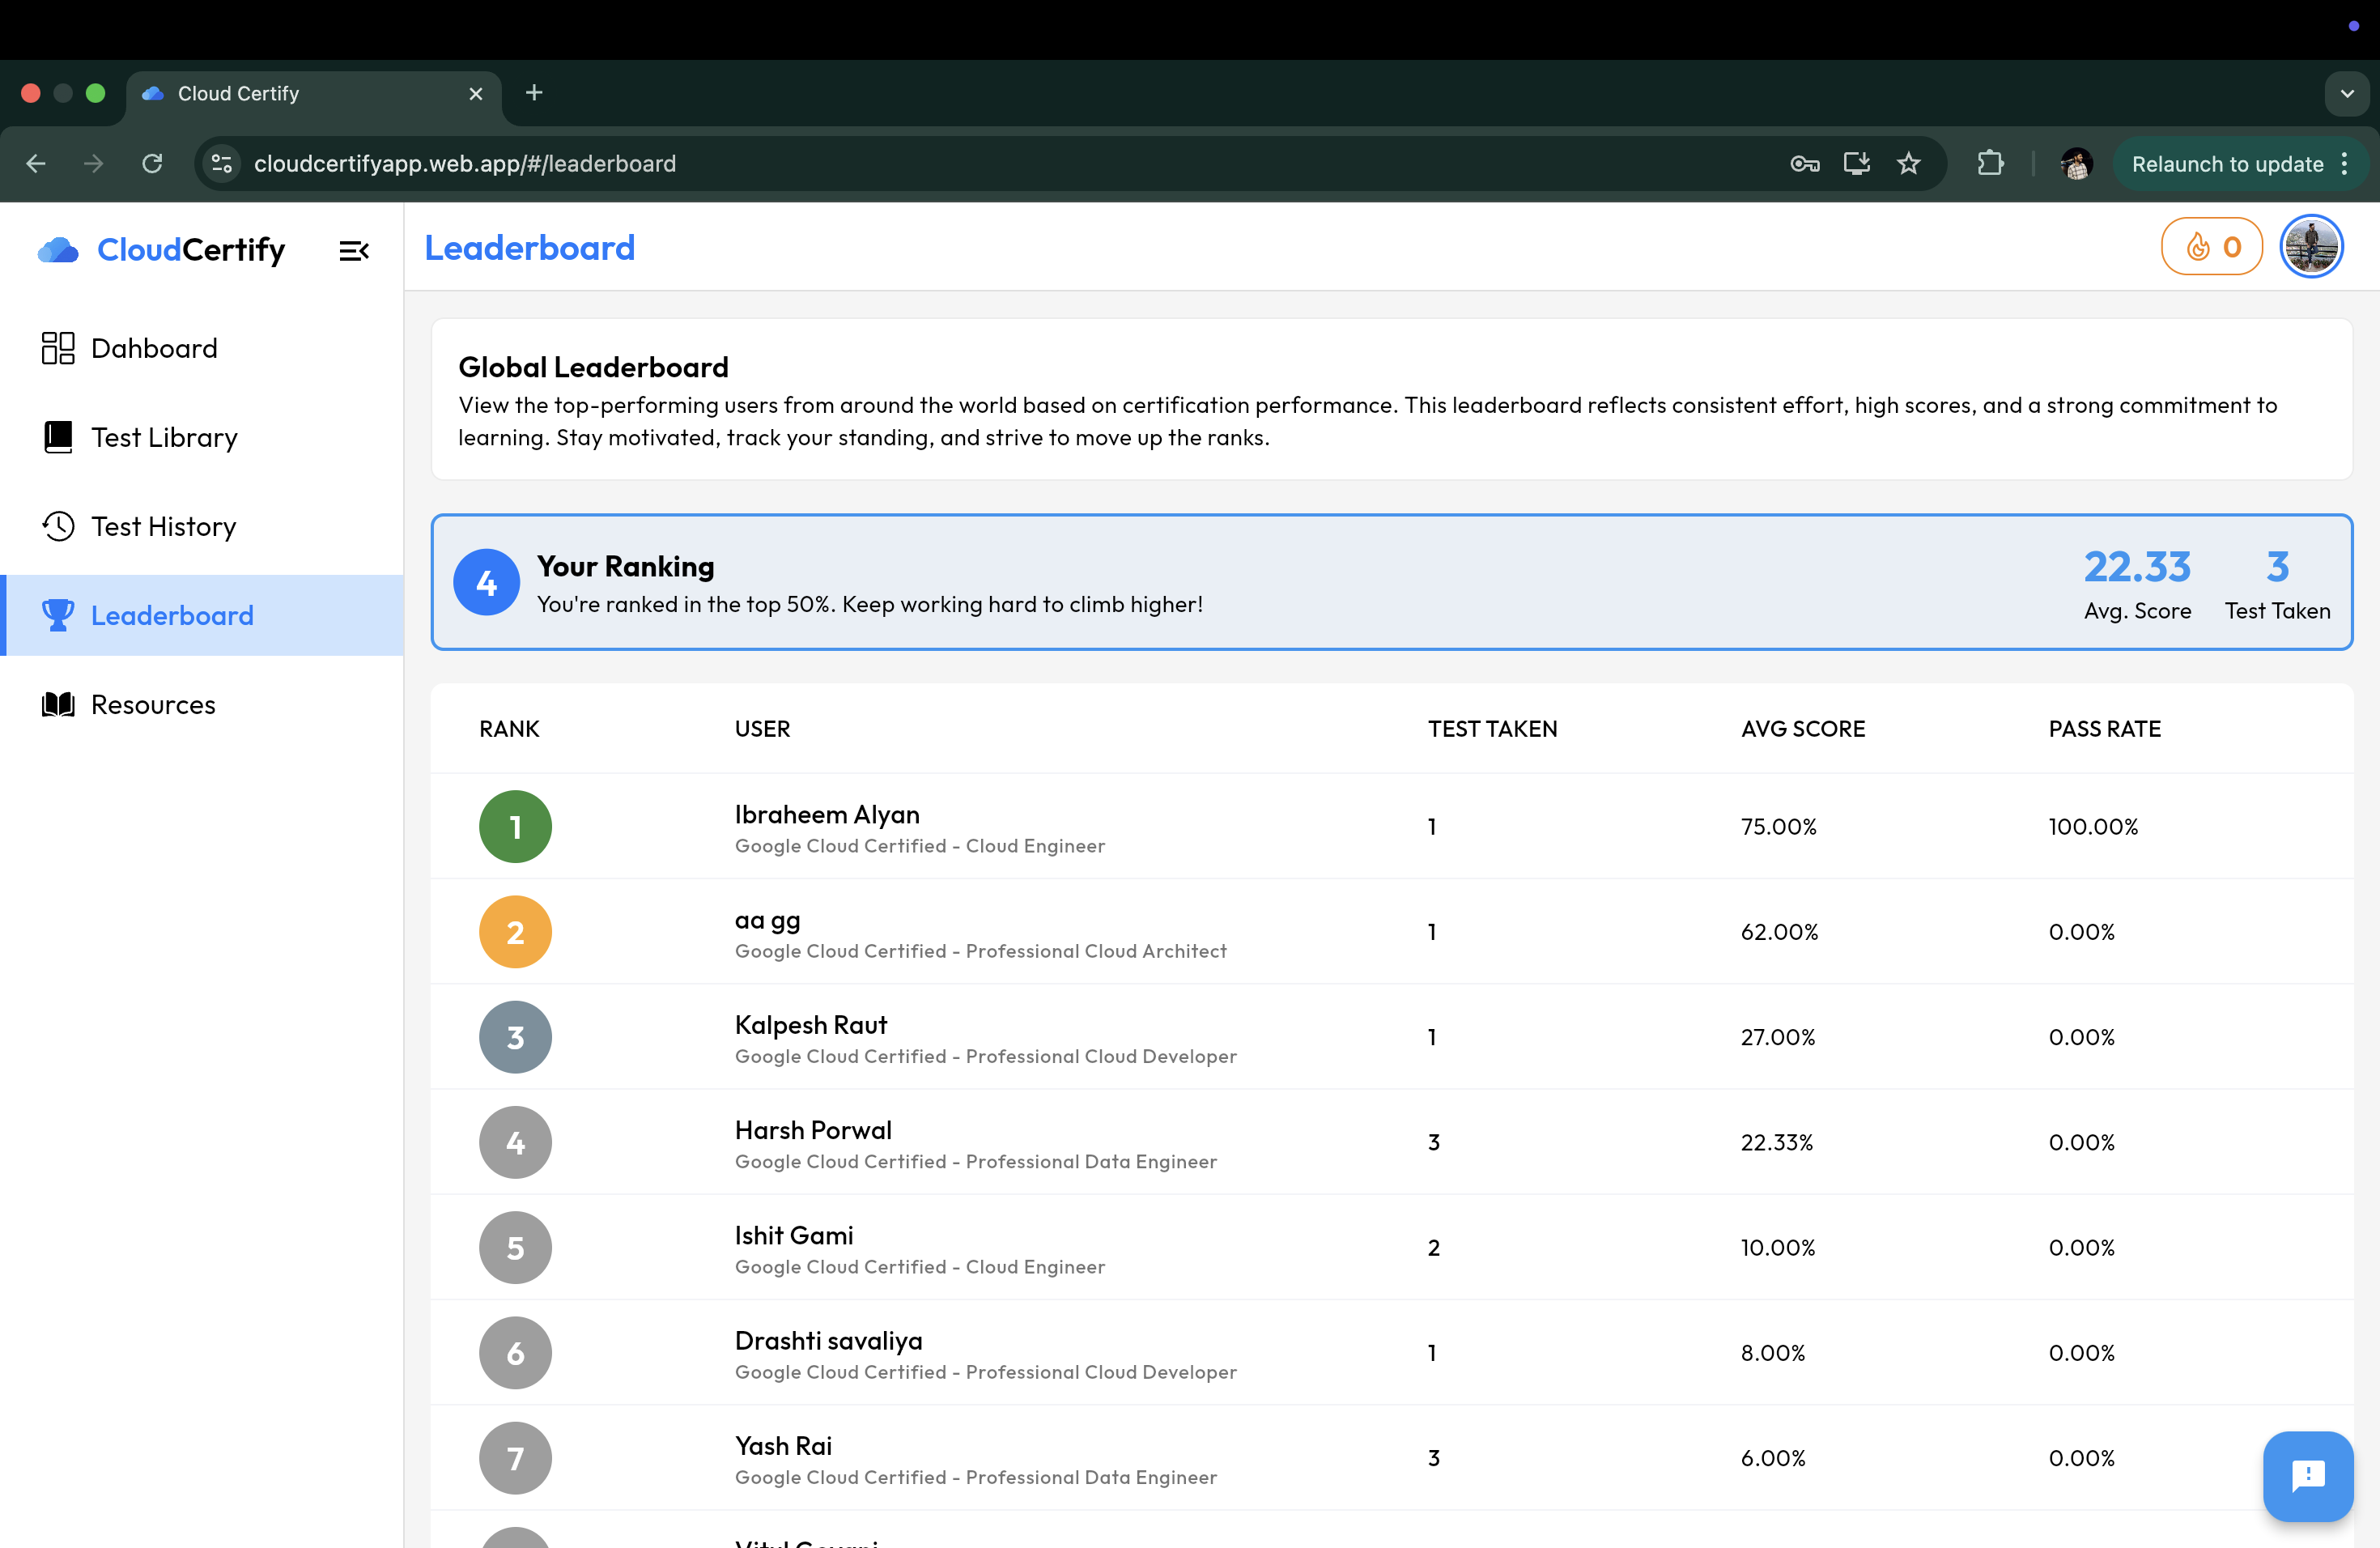 Cloud Certify
cloudcertifyapp.web.app/#/leaderboard
Relaunch to update
CloudCertify
Leaderboard
0
Dahboard
Test Library
Test History
Leaderboard
Resources
Global Leaderboard
View the top-performing users from around the world based on certification performance. This leaderboard reflects consistent effort, high scores, and a strong commitment to
learning. Stay motivated, track your standing, and strive to move up the ranks.
4
Your Ranking
You're ranked in the top 50%. Keep working hard to climb higher!
22.33 3
Avg. Score Test Taken
RANK USER TEST TAKEN AVG SCORE PASS RATE
1 Ibraheem Alyan 1 75.00% 100.00%
Google Cloud Certified - Cloud Engineer
2 aa gg 1 62.00% 0.00%
Google Cloud Certified - Professional Cloud Architect
3 Kalpesh Raut 1 27.00% 0.00%
Google Cloud Certified - Professional Cloud Developer
4 Harsh Porwal 3 22.33% 0.00%
Google Cloud Certified - Professional Data Engineer
5 Ishit Gami 2 10.00% 0.00%
Google Cloud Certified - Cloud Engineer
6 Drashti savaliya 1 8.00% 0.00%
Google Cloud Certified - Professional Cloud Developer
7 Yash Rai 3 6.00% 0.00%
Google Cloud Certified - Professional Data Engineer